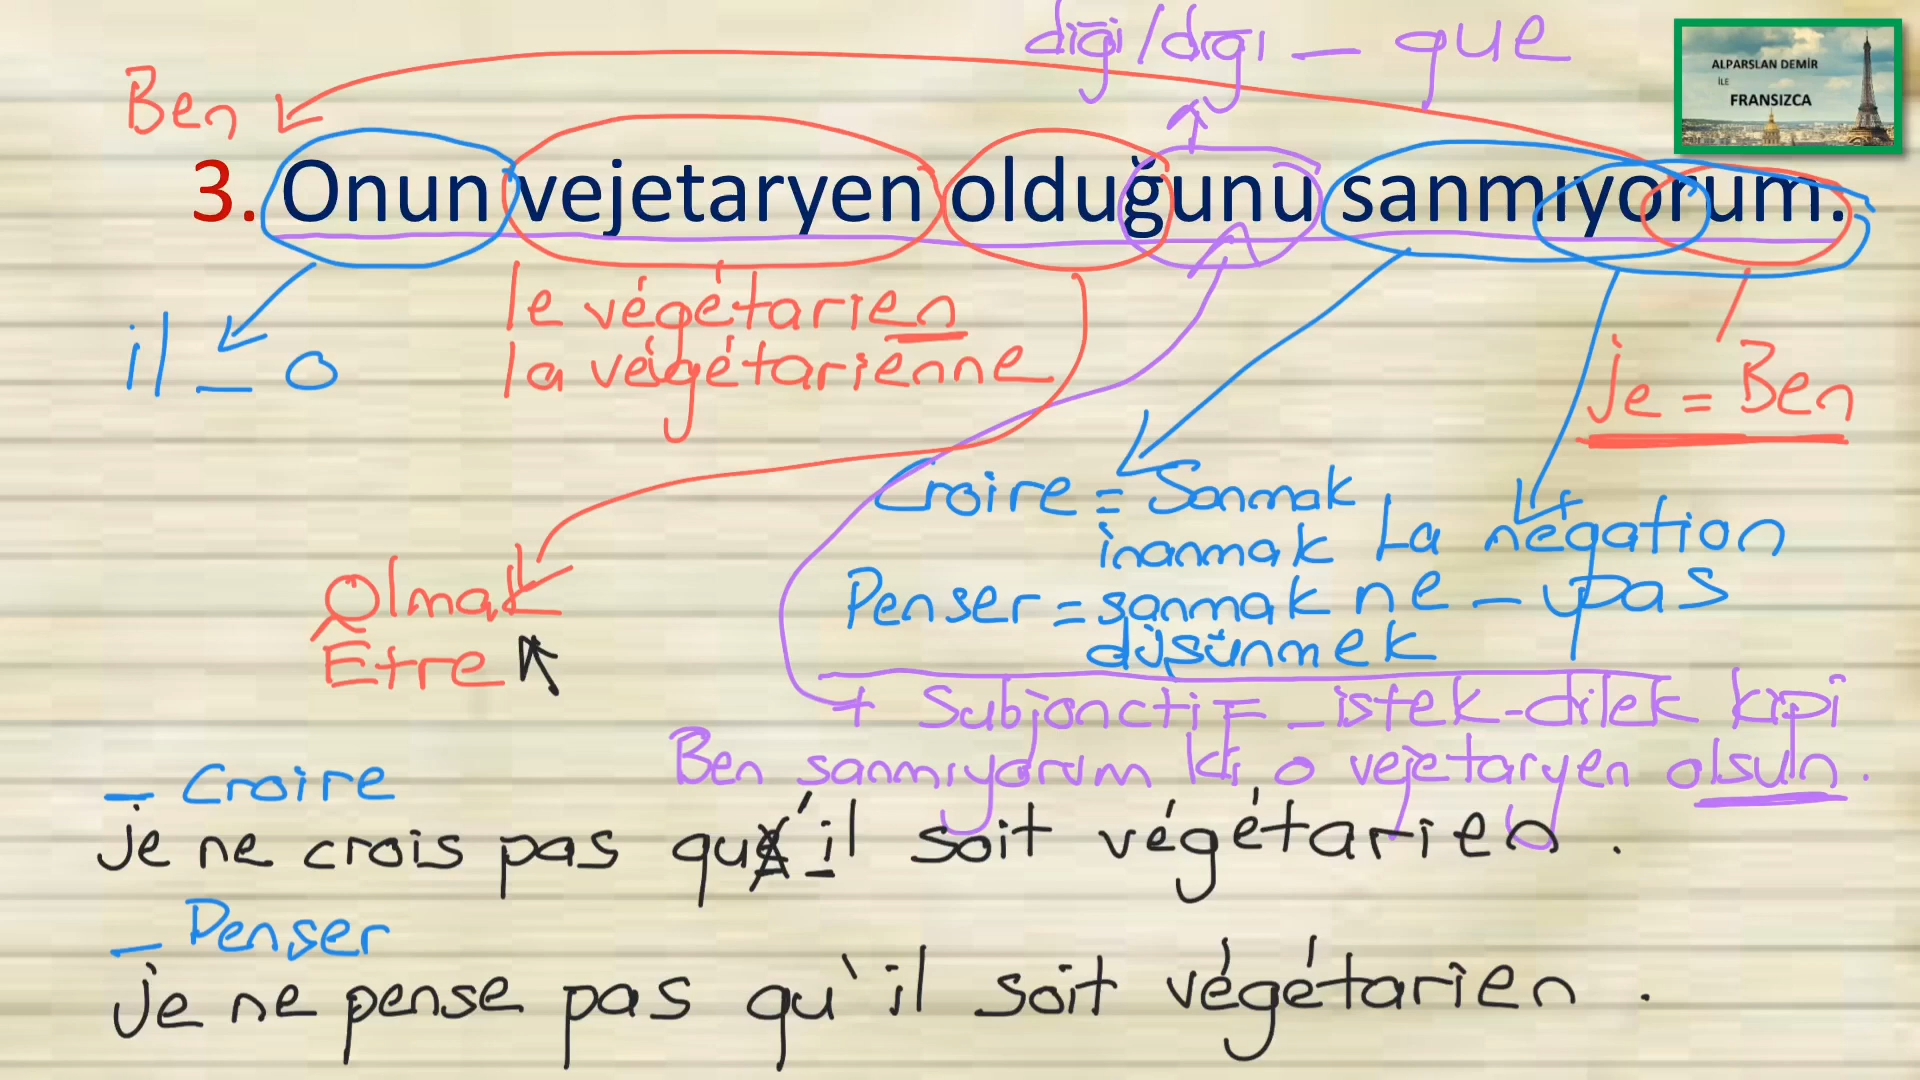 diği/dığı – que
ALPARSLAN DEMİR
İLE
FRANSIZCA
Ben
3. Onun vejetaryen olduğunu sanmıyorum.
il – o
le végétarien
la végétarienne
je = Ben
Croire = Sanmak
inanmak
La négation
Penser = sanmak
düşünmek
ne – pas
Olmak
Etre
+ Subjonctif – istek-dilek kipi
Ben sanmıyorum ki o vejetaryen olsun.
– Croire
je ne crois pas qu'il soit végétarien.
– Penser
je ne pense pas qu'il soit végétarien.